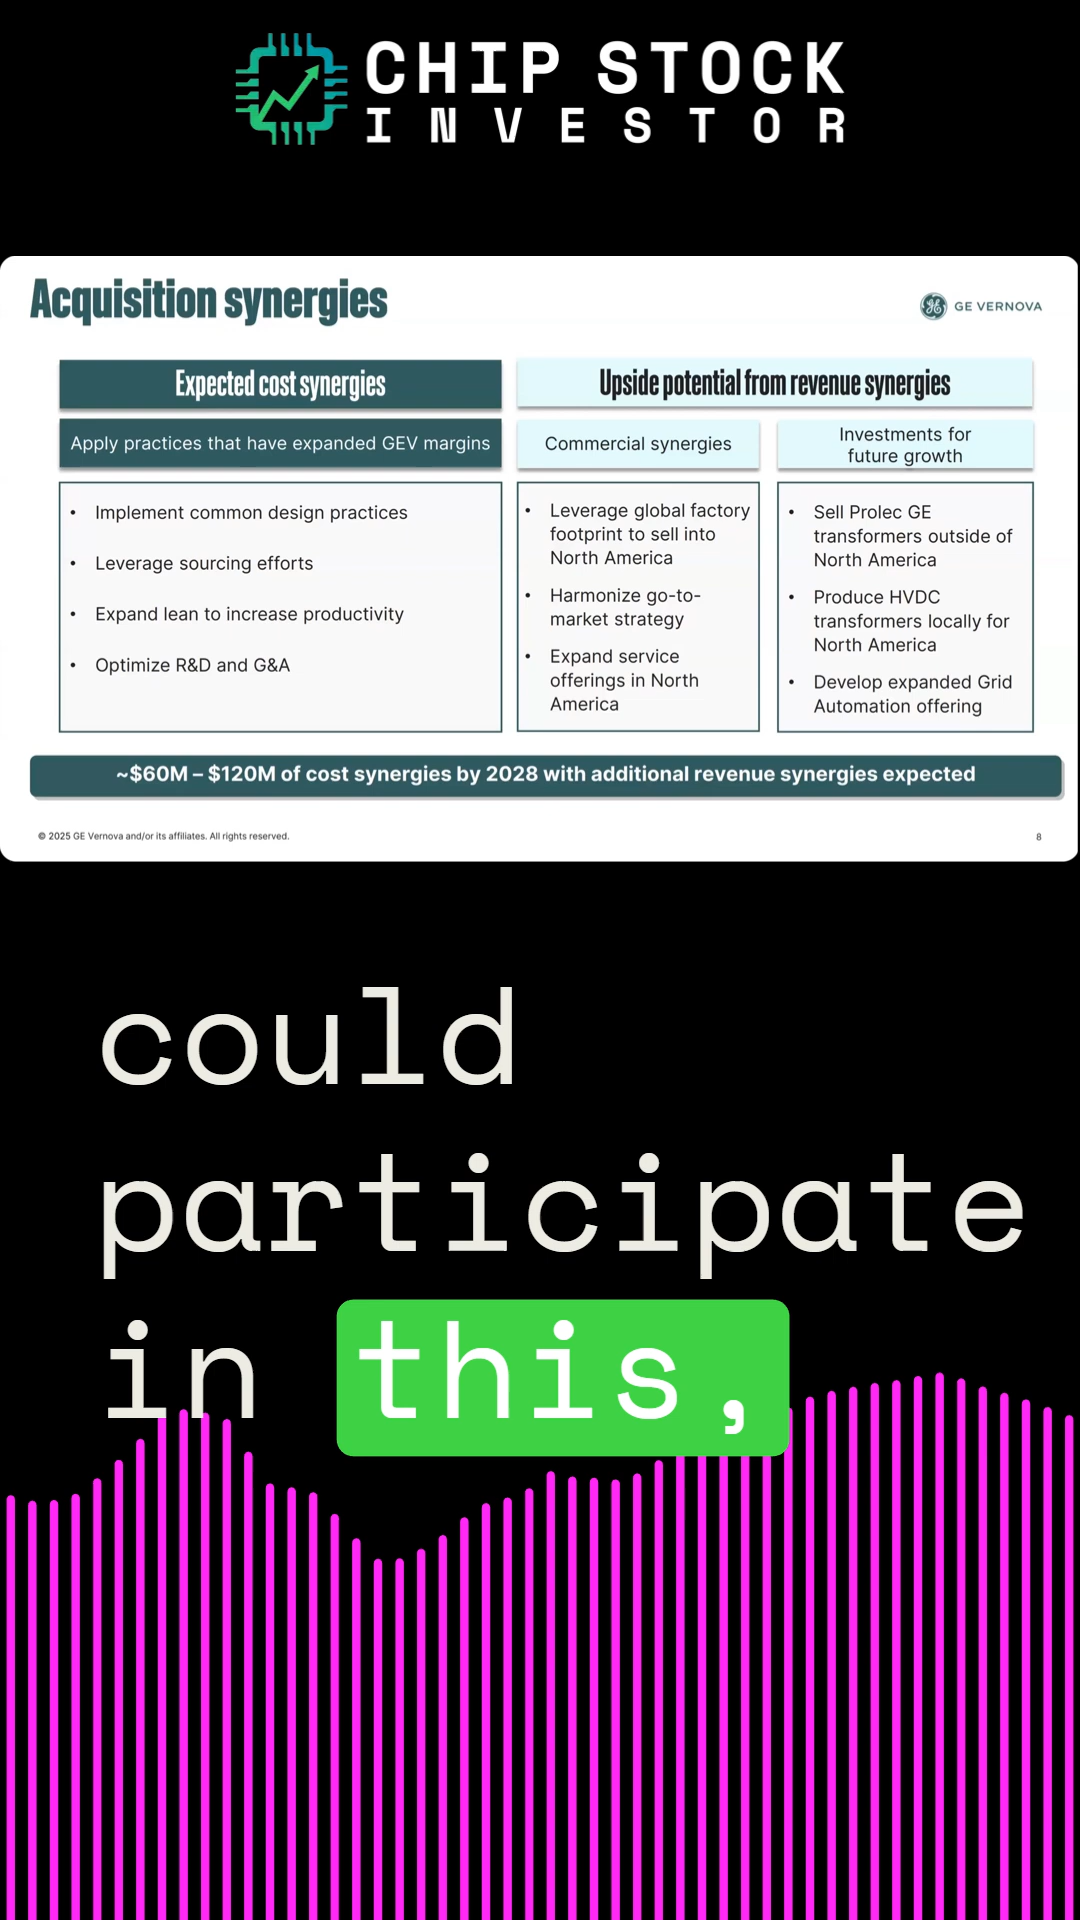 CHIP STOCK
INVESTOR
Acquisition synergies
GE VERNOVA
Expected cost synergies
Apply practices that have expanded GEV margins
• Implement common design practices
• Leverage sourcing efforts
• Expand lean to increase productivity
• Optimize R&D and G&A
Upside potential from revenue synergies
Commercial synergies
• Leverage global factory
footprint to sell into
North America
• Harmonize go-to-
market strategy
• Expand service
offerings in North
America
Investments for
future growth
• Sell Prolec GE
transformers outside of
North America
• Produce HVDC
transformers locally for
North America
• Develop expanded Grid
Automation offering
~$60M – $120M of cost synergies by 2028 with additional revenue synergies expected
© 2025 GE Vernova and/or its affiliates. All rights reserved.
8
could
participate
in this,